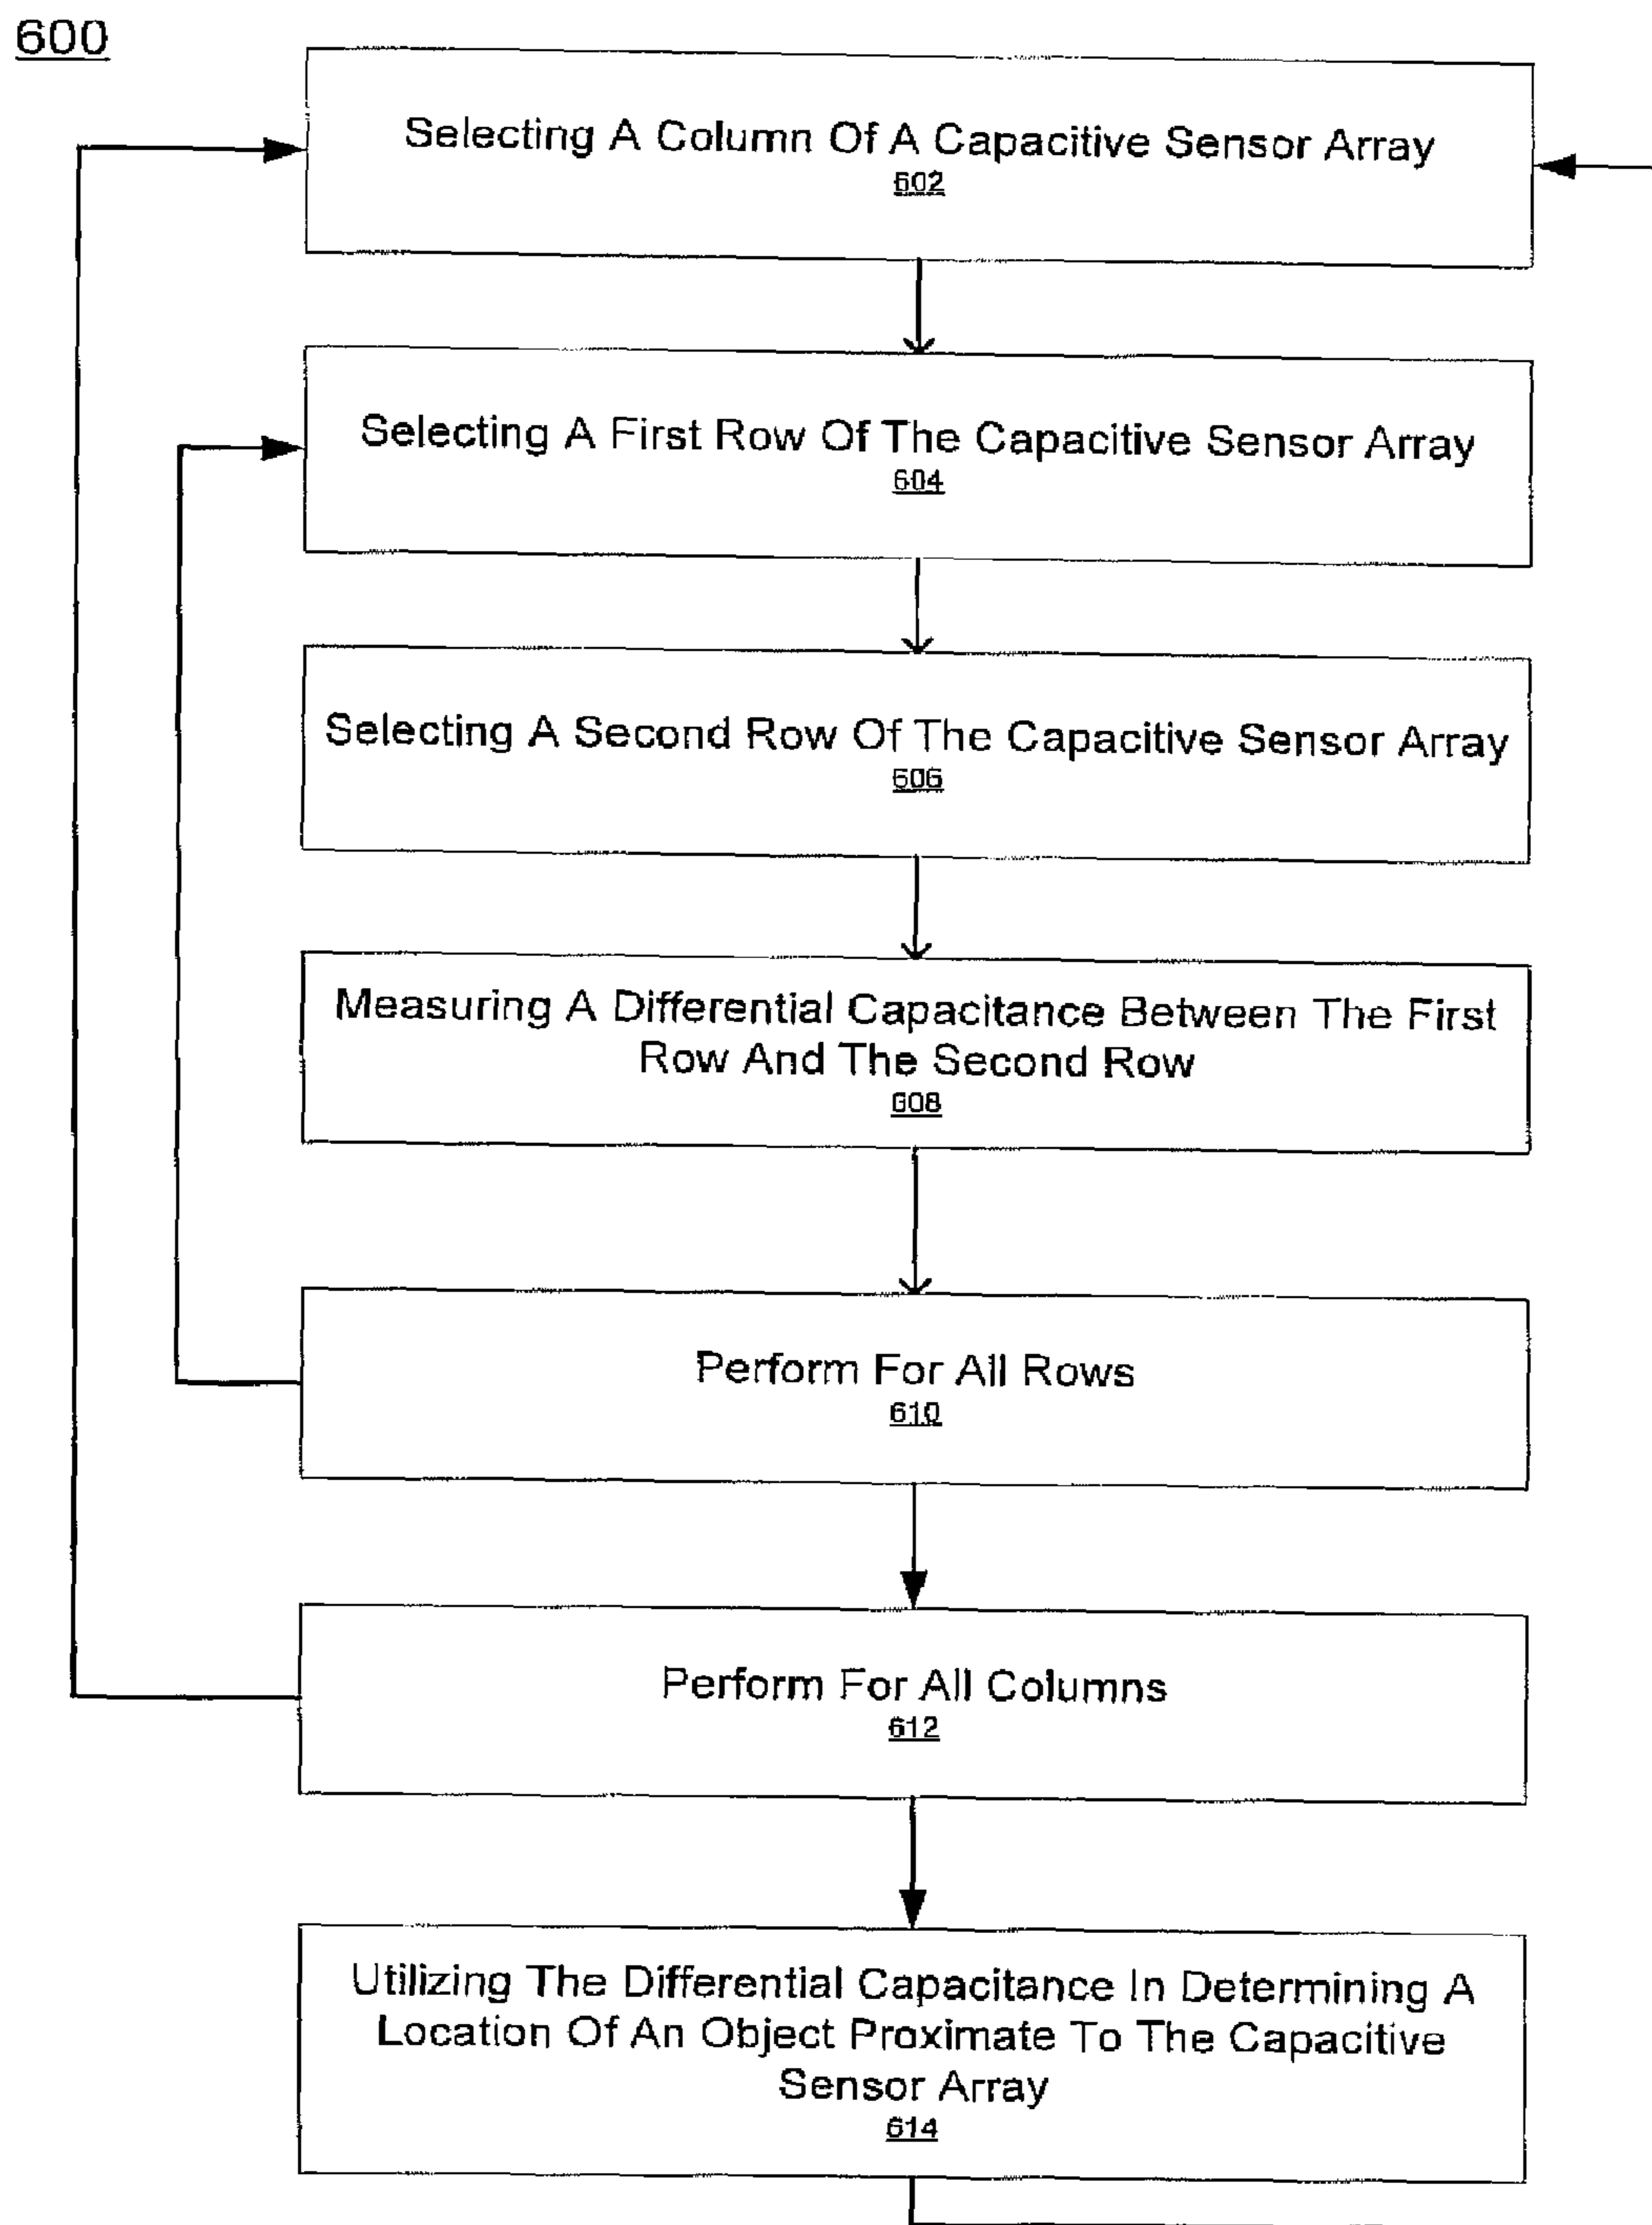 600
Selecting A Column Of A Capacitive Sensor Array
602
Selecting A First Row Of The Capacitive Sensor Array
604
Selecting A Second Row Of The Capacitive Sensor Array
606
Measuring A Differential Capacitance Between The First
Row And The Second Row
608
Perform For All Rows
610
Perform For All Columns
612
Utilizing The Differential Capacitance In Determining A
Location Of An Object Proximate To The Capacitive
Sensor Array
614